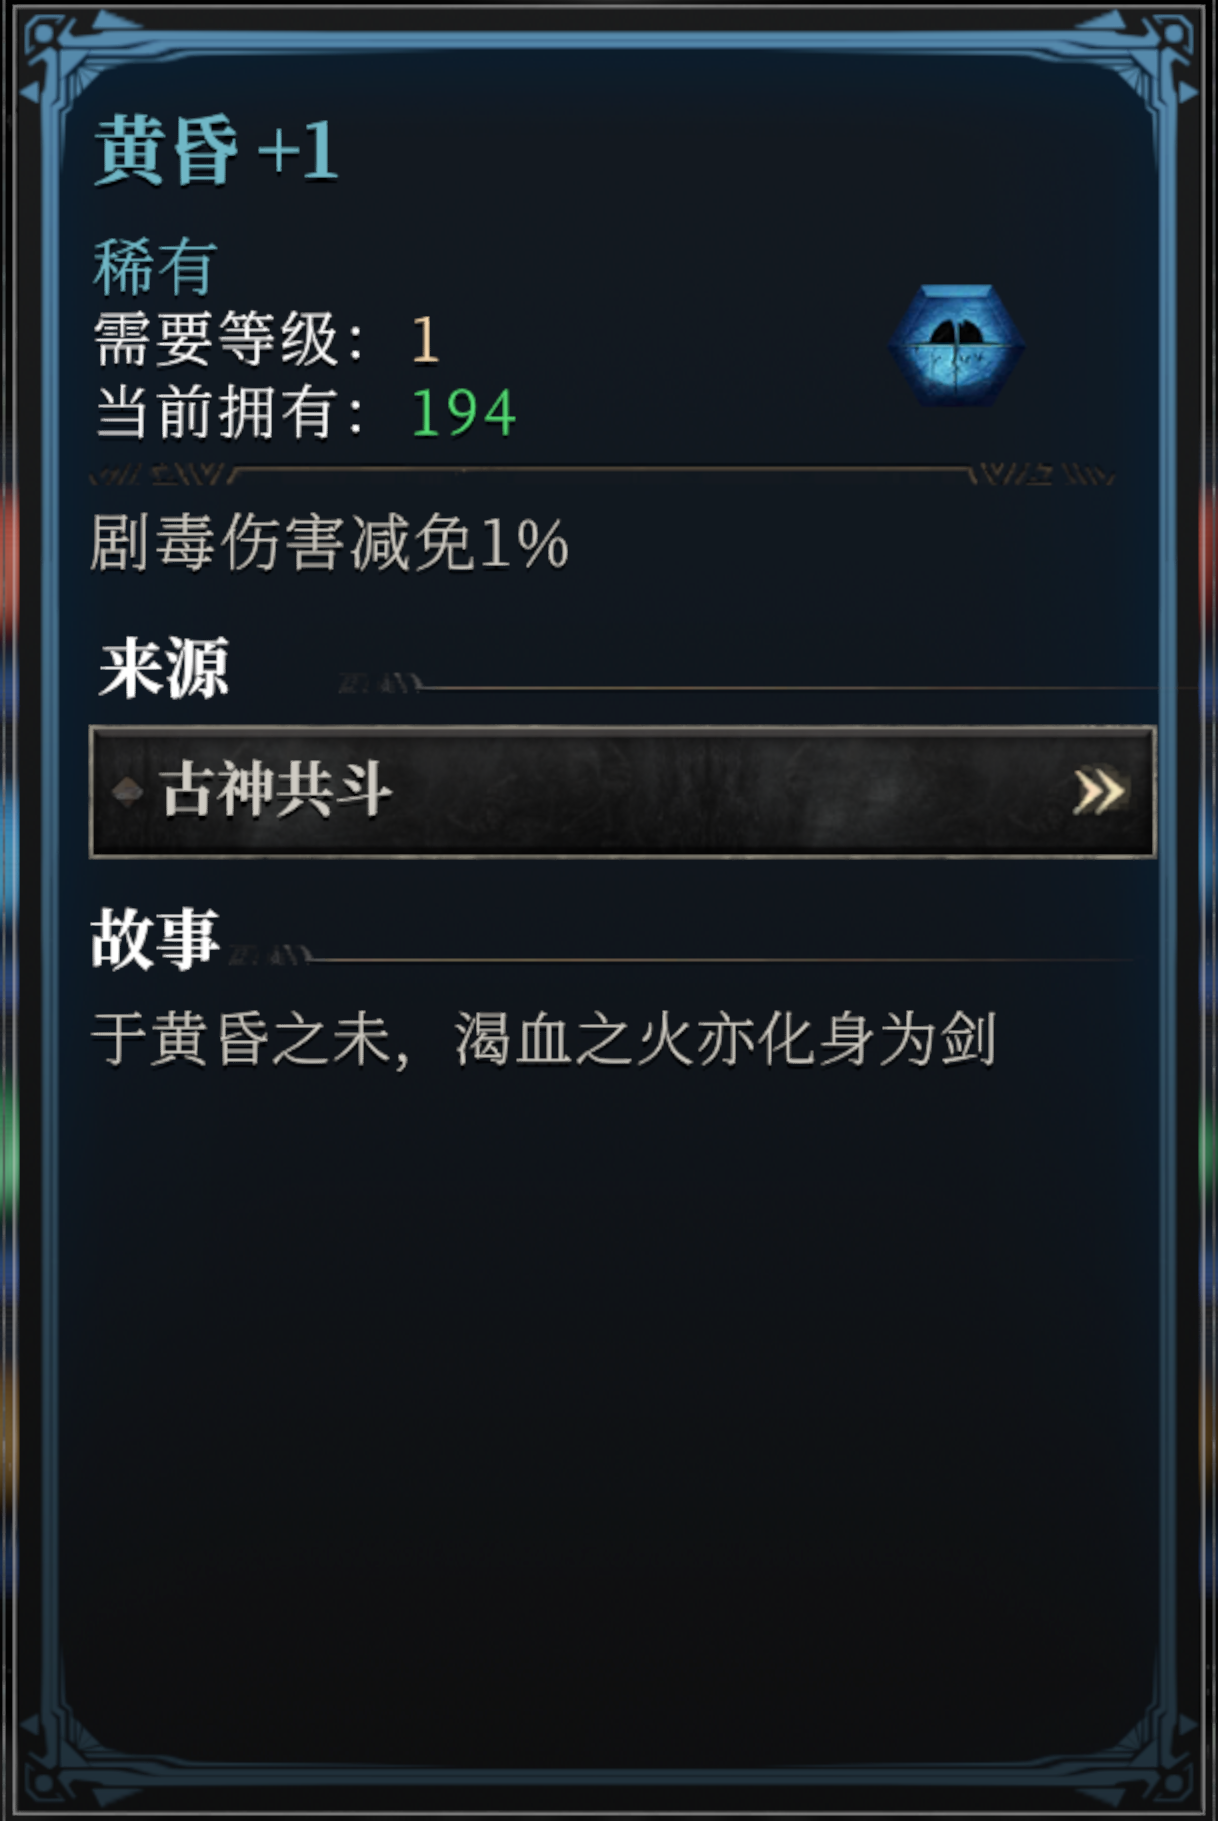 黄昏 +1
稀有
需要等级： 1
当前拥有： 194
剧毒伤害减免1%
来源
古神共斗
故事
于黄昏之未，渴血之火亦化身为剑